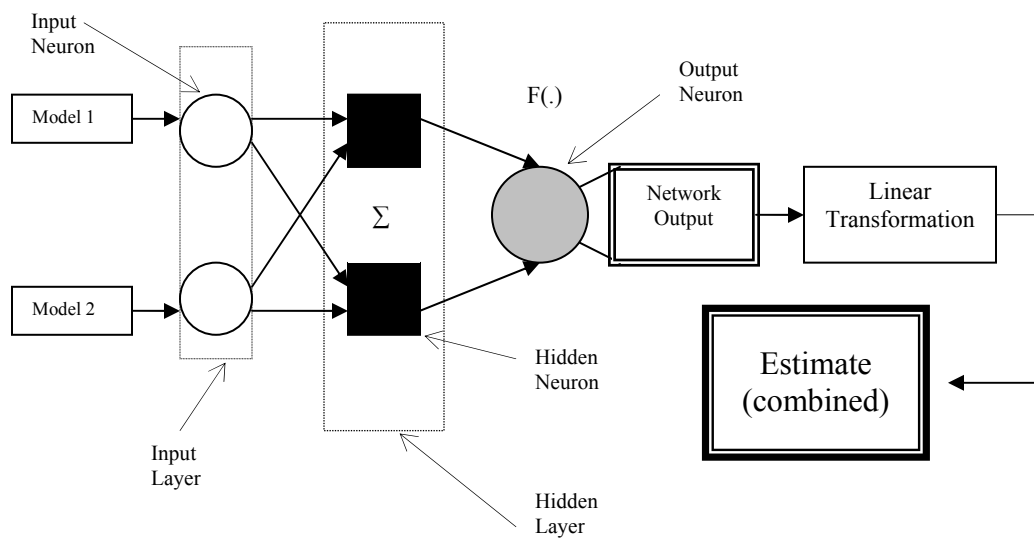 Input
Neuron
Model 1
Model 2
Input
Layer
Σ
Hidden
Neuron
Hidden
Layer
F(.)
Output
Neuron
Network
Output
Linear
Transformation
Estimate
(combined)